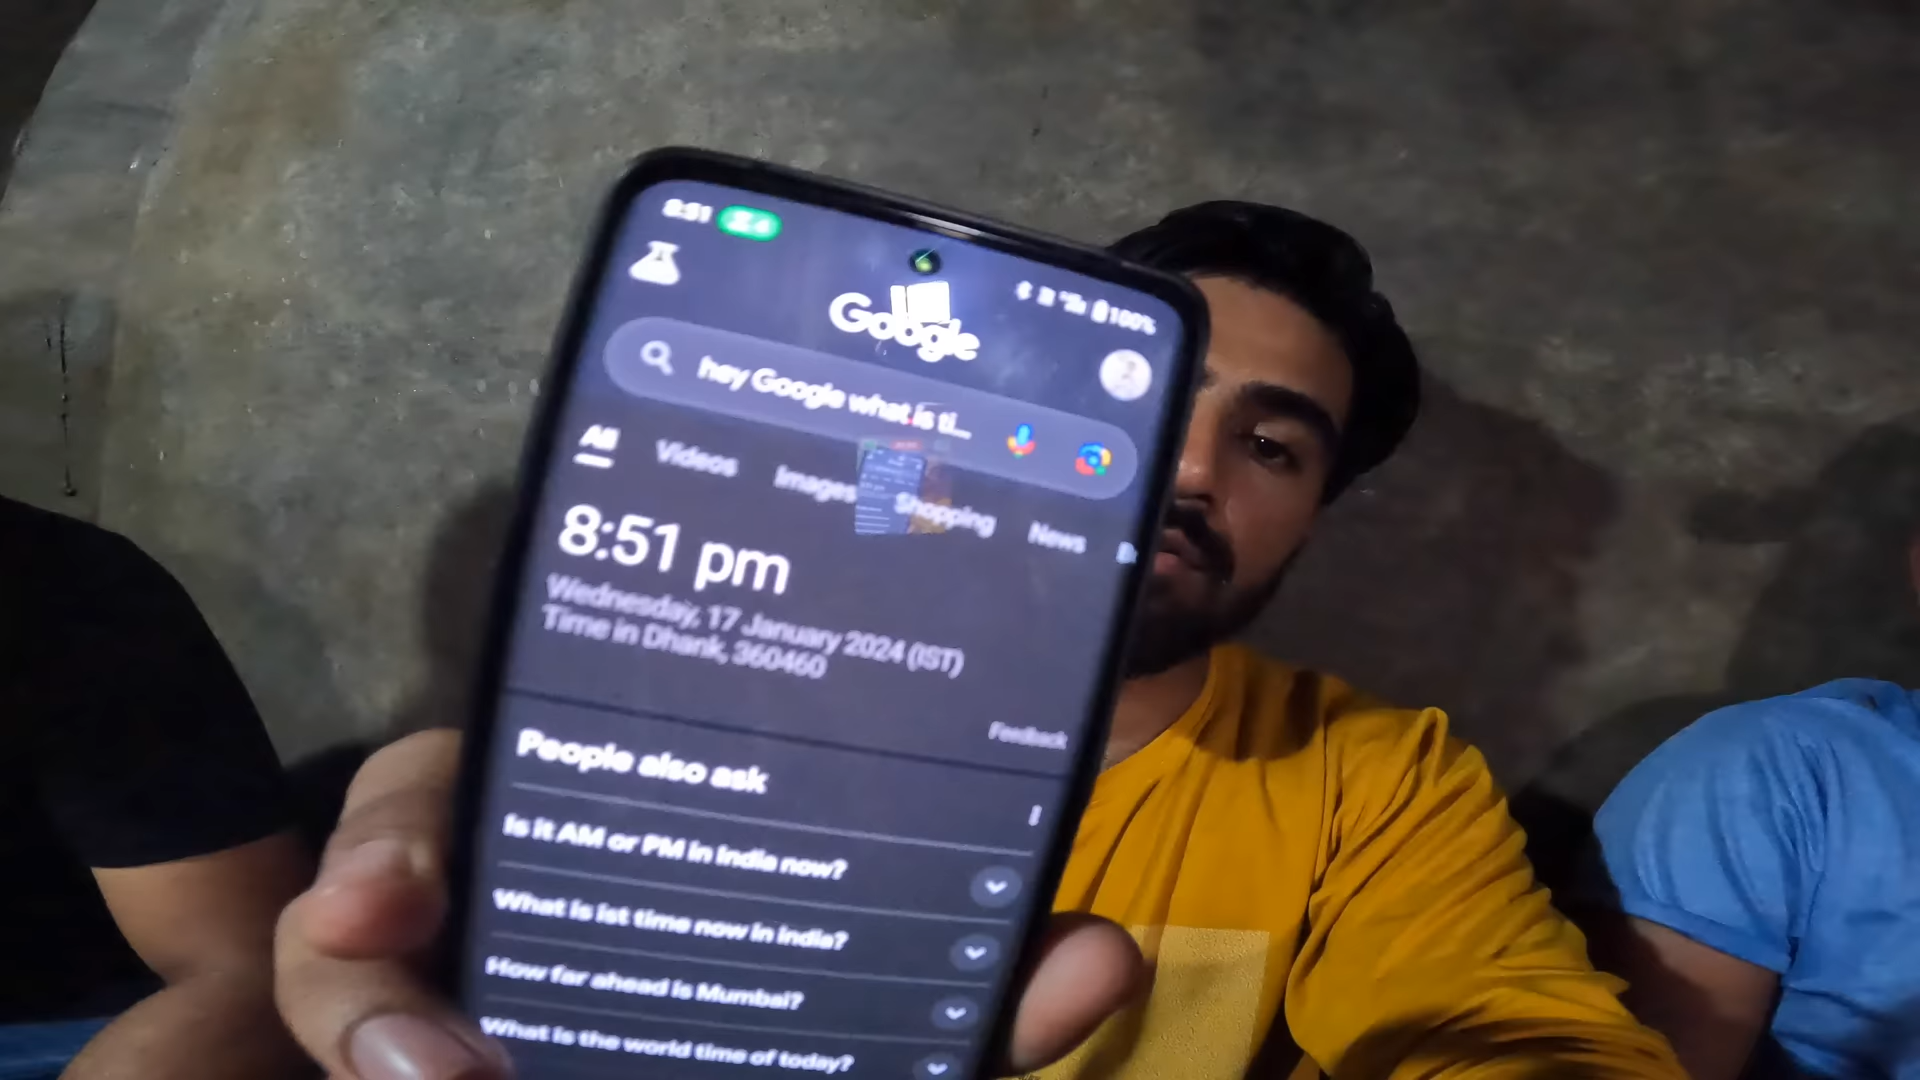 8:51
100%
Google
hey Google what is ti...
All Videos Images Shopping News
8:51 pm
Wednesday, 17 January 2024 (IST)
Time in Dhank, 360460
Feedback
People also ask
Is it AM or PM in India now?
What is ist time now in India?
How far ahead is Mumbai?
What is the world time of today?